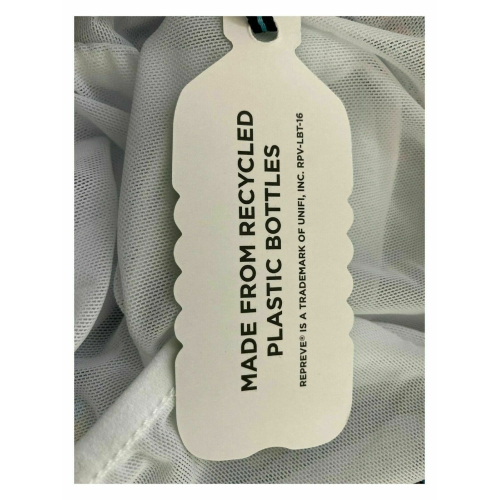 MADE FROM RECYCLED
PLASTIC BOTTLES
REPREVE® IS A TRADEMARK OF UNIFI, INC. RPV-LBT-16